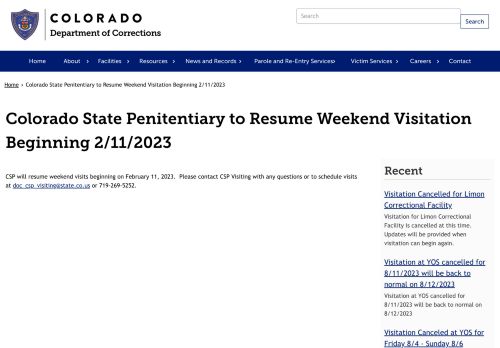 COLORADO
Department of Corrections
Search
Search
Home
About
Facilities
Resources
News and Records
Parole and Re-Entry Services
Victim Services
Careers
Contact
Home › Colorado State Penitentiary to Resume Weekend Visitation Beginning 2/11/2023
Colorado State Penitentiary to Resume Weekend Visitation
Beginning 2/11/2023
CSP will resume weekend visits beginning on February 11, 2023. Please contact CSP Visiting with any questions or to schedule visits
at doc_csp_visiting@state.co.us or 719-269-5252.
Recent
Visitation Cancelled for Limon
Correctional Facility
Visitation for Limon Correctional
Facility is cancelled at this time.
Updates will be provided when
visitation can begin again.
Visitation at YOS cancelled for
8/11/2023 will be back to
normal on 8/12/2023
Visitation at YOS cancelled for
8/11/2023 will be back to normal on
8/12/2023
Visitation Canceled at YOS for
Friday 8/4 - Sunday 8/6